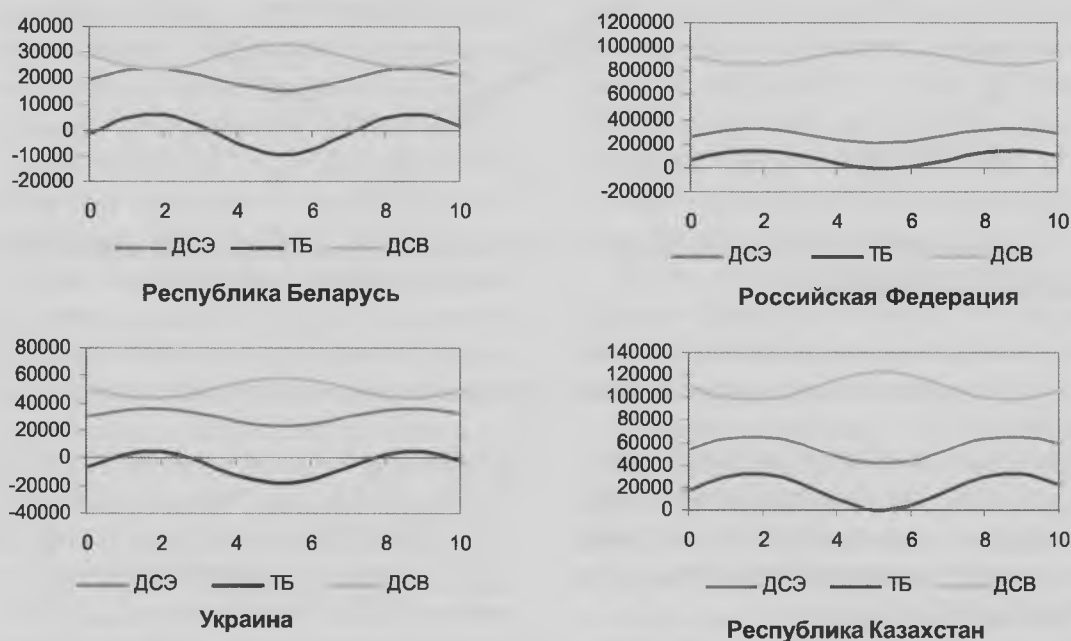 40000
30000
20000
10000
0
-10000
-20000
0 2 4 6 8 10
ДСЭ ТБ ДСВ
Республика Беларусь
1200000
1000000
800000
600000
400000
200000
0
-200000
0 2 4 6 8 10
ДСЭ ТБ ДСВ
Российская Федерация
80000
60000
40000
20000
0
-20000
-40000
0 2 4 6 8 10
ДСЭ ТБ ДСВ
Украина
140000
120000
100000
80000
60000
40000
20000
0
0 2 4 6 8 10
ДСЭ ТБ ДСВ
Республика Казахстан